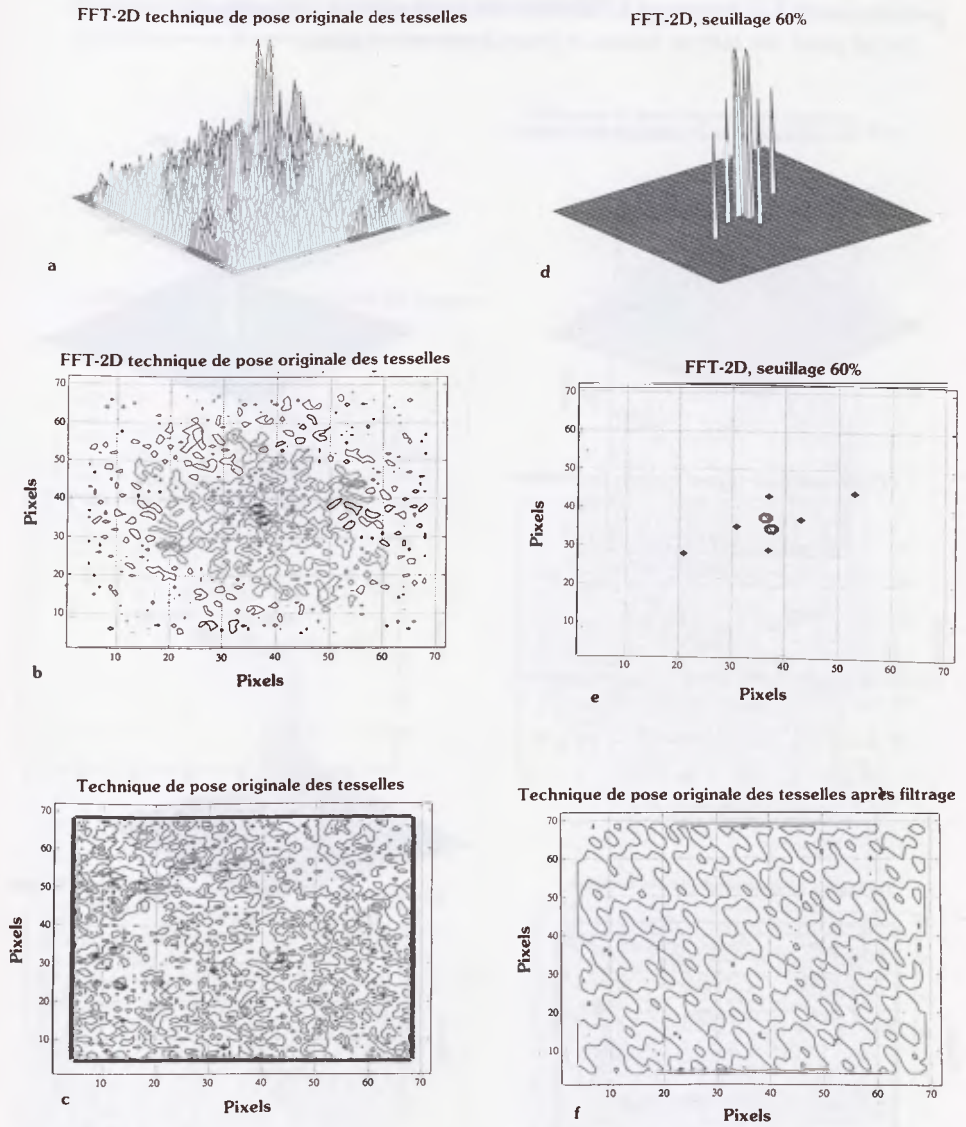 FFT-2D technique de pose originale des tesselles
a
FFT-2D, seuillage 60%
d
FFT-2D technique de pose originale des tesselles
70
60
50
40
30
20
10
Pixels
10 20 30 40 50 60 70
Pixels
b
FFT-2D, seuillage 60%
70
60
50
40
30
20
10
Pixels
10 20 30 40 50 60 70
Pixels
e
Technique de pose originale des tesselles
70
60
50
40
30
20
10
Pixels
10 20 30 40 50 60 70
Pixels
c
Technique de pose originale des tesselles après filtrage
70
60
50
40
30
20
10
Pixels
10 20 30 40 50 60 70
Pixels
f